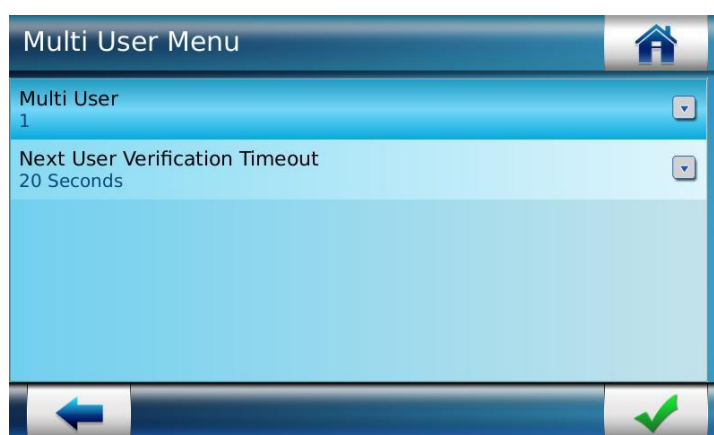 Multi User Menu
Multi User
1
Next User Verification Timeout
20 Seconds